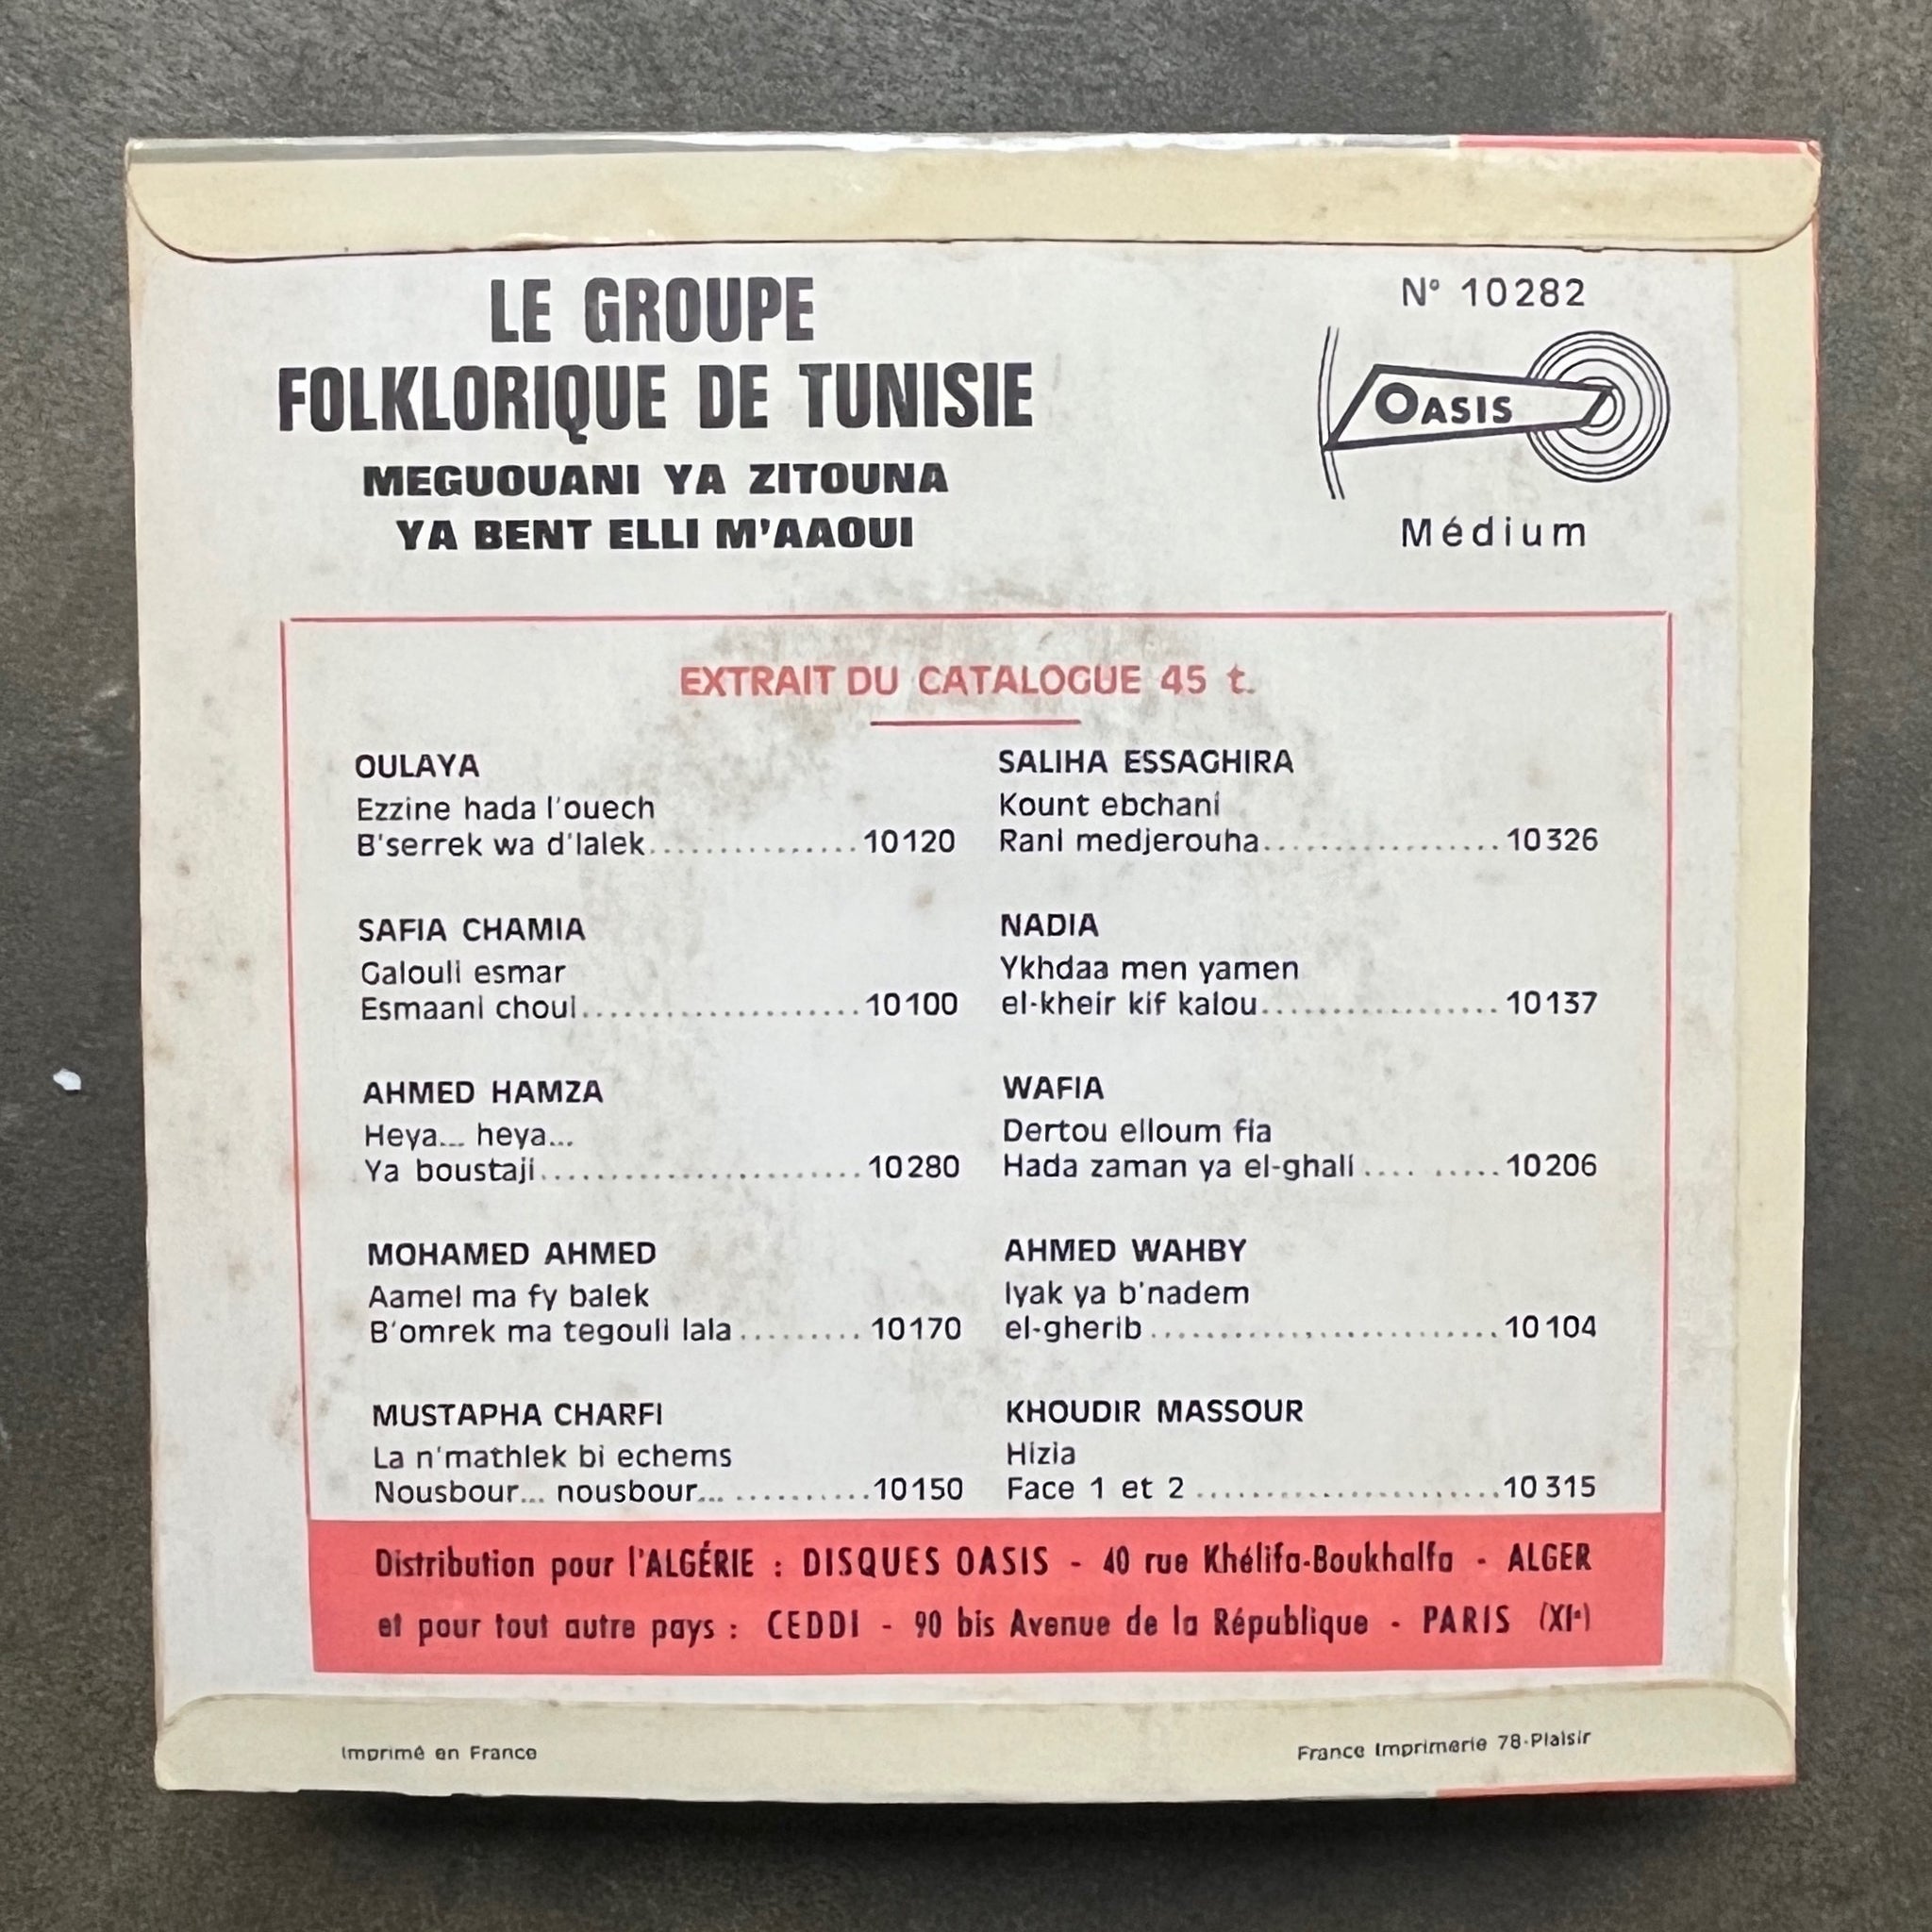 LE GROUPE
FOLKLORIQUE DE TUNISIE
MEGUOUANI YA ZITOUNA
YA BENT ELLI M'AAOUI
N° 10282
OASIS
Médium
EXTRAIT DU CATALOGUE 45 t.
OULAYA
Ezzine hada l'ouech
B'serrek wa d'lalek................10120
SAFIA CHAMIA
Galouli esmar
Esmaani choui......................10100
AHMED HAMZA
Heya... heya...
Ya boustaji.........................10280
MOHAMED AHMED
Aamel ma fy balek
B'omrek ma tegouli lala.........10170
MUSTAPHA CHARFI
La n'mathlek bi echems
Nousbour... nousbour... ..........10150
SALIHA ESSAGHIRA
Kount ebchani
Rani medjerouha..................10326
NADIA
Ykhdaa men yamen
el-kheir kif kalou..................10137
WAFIA
Dertou elloum fia
Hada zaman ya el-ghali.... .....10206
AHMED WAHBY
Iyak ya b'nadem
el-gherib...........................10104
KHOUDIR MASSOUR
Hizia
Face 1 et 2 .......................10315
Distribution pour l'ALGÉRIE : DISQUES OASIS - 40 rue Khélifa-Boukhalfa - ALGER
et pour tout autre pays : CEDDI - 90 bis Avenue de la République - PARIS (XIe)
Imprimé en France
France Imprimerie 78-Plaisir